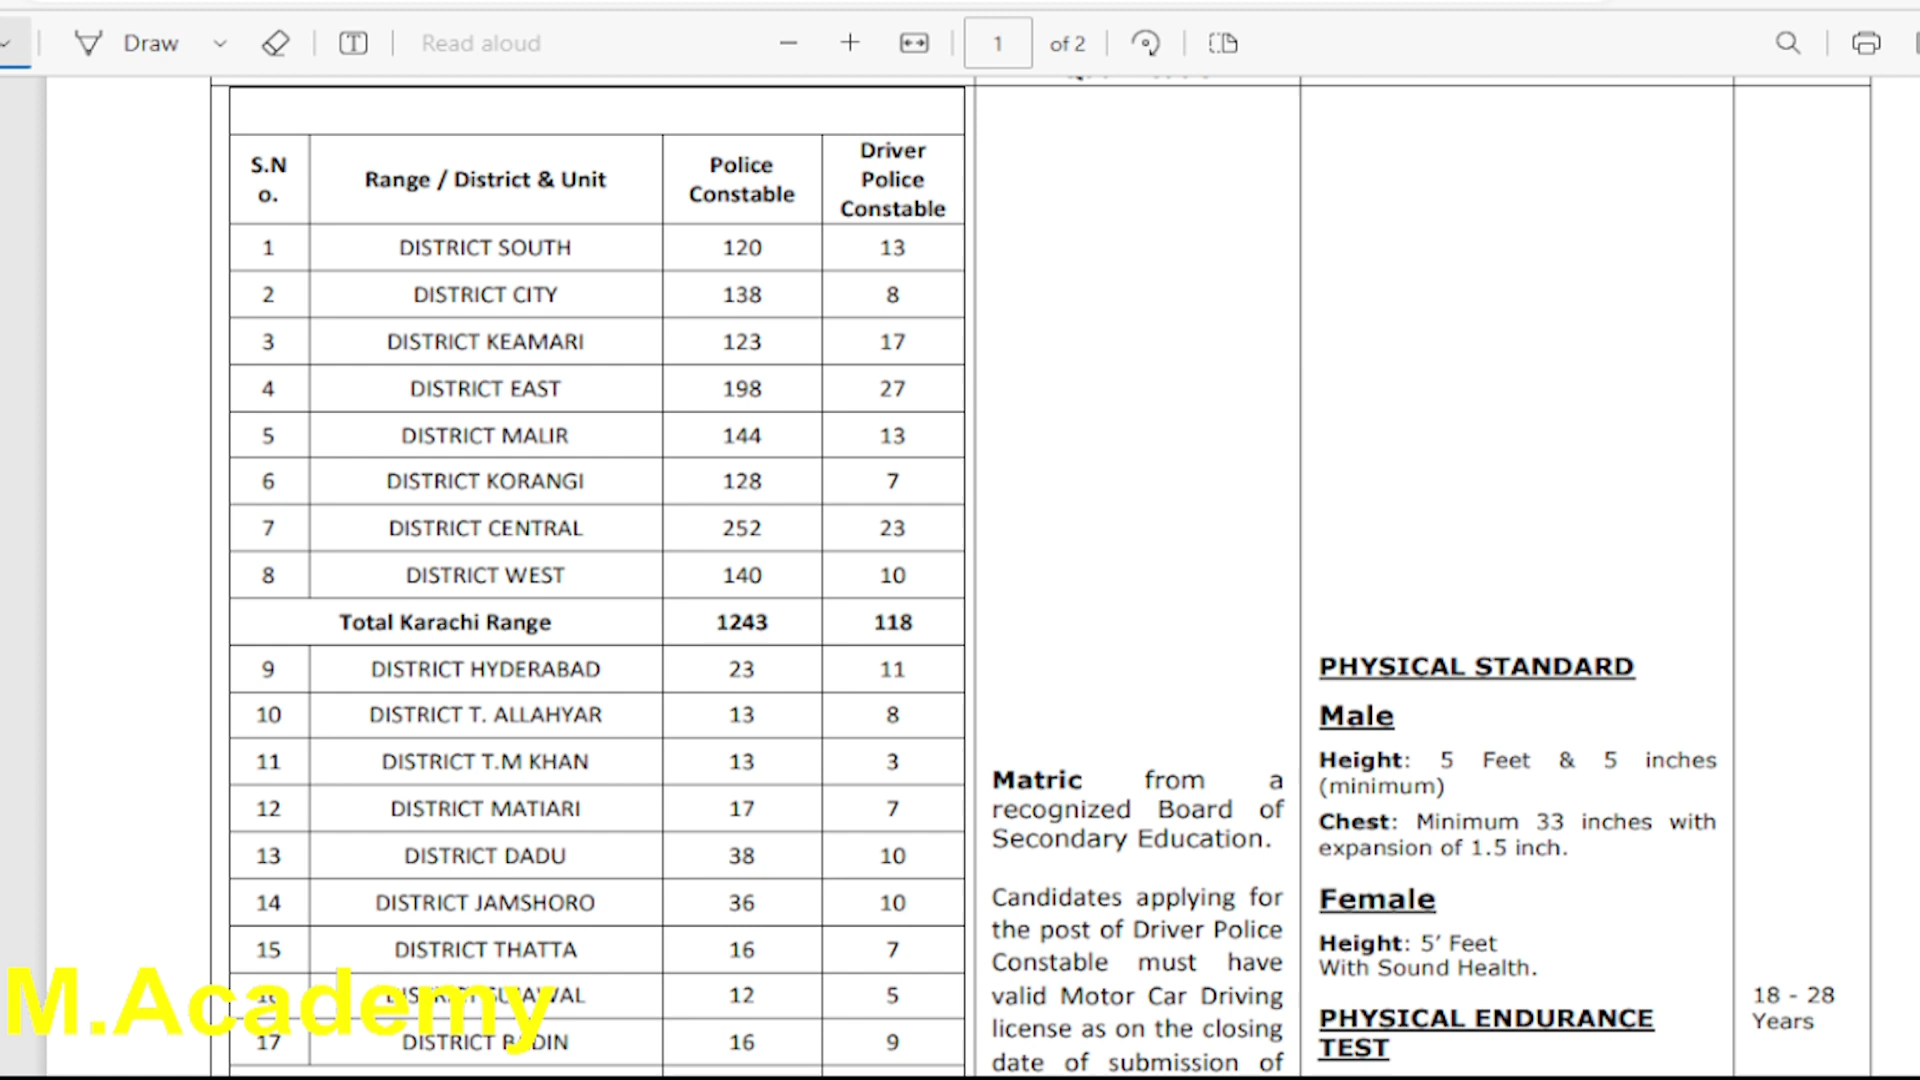 Draw
Read aloud
1 of 2
S.N o. Range / District & Unit Police Constable Driver Police Constable
1 DISTRICT SOUTH 120 13
2 DISTRICT CITY 138 8
3 DISTRICT KEAMARI 123 17
4 DISTRICT EAST 198 27
5 DISTRICT MALIR 144 13
6 DISTRICT KORANGI 128 7
7 DISTRICT CENTRAL 252 23
8 DISTRICT WEST 140 10
Total Karachi Range 1243 118
9 DISTRICT HYDERABAD 23 11
10 DISTRICT T. ALLAHYAR 13 8
11 DISTRICT T.M KHAN 13 3
12 DISTRICT MATIARI 17 7
13 DISTRICT DADU 38 10
14 DISTRICT JAMSHORO 36 10
15 DISTRICT THATTA 16 7
12 5
17 DISTRICT BADIN 16 9
M.Academy
Matric from a
recognized Board of
Secondary Education.
Candidates applying for
the post of Driver Police
Constable must have
valid Motor Car Driving
license as on the closing
date of submission of
PHYSICAL STANDARD
Male
Height: 5 Feet & 5 inches
(minimum)
Chest: Minimum 33 inches with
expansion of 1.5 inch.
Female
Height: 5’ Feet
With Sound Health.
PHYSICAL ENDURANCE
TEST
18 - 28
Years